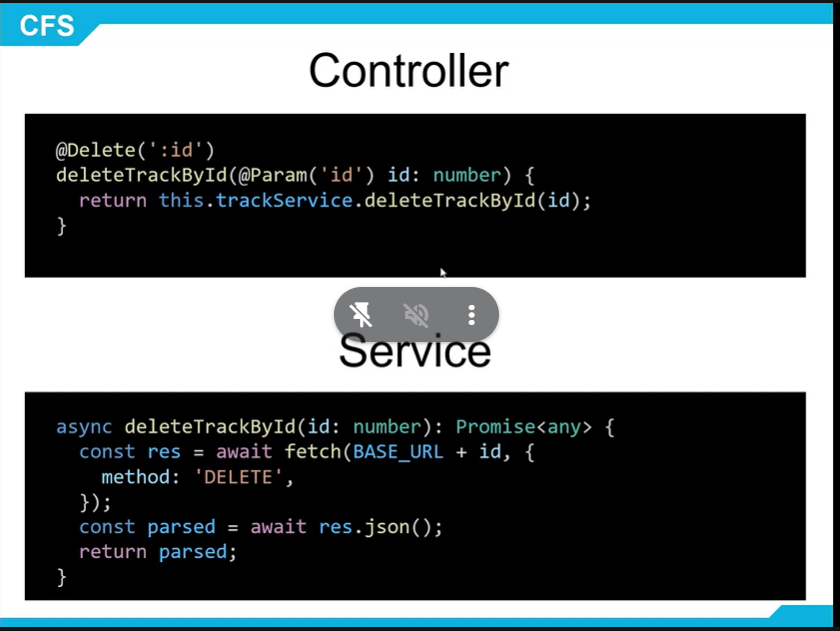 CFS
Controller
@Delete(':id')
deleteTrackById(@Param('id') id: number) {
  return this.trackService.deleteTrackById(id);
}
Service
async deleteTrackById(id: number): Promise<any> {
  const res = await fetch(BASE_URL + id, {
    method: 'DELETE',
  });
  const parsed = await res.json();
  return parsed;
}